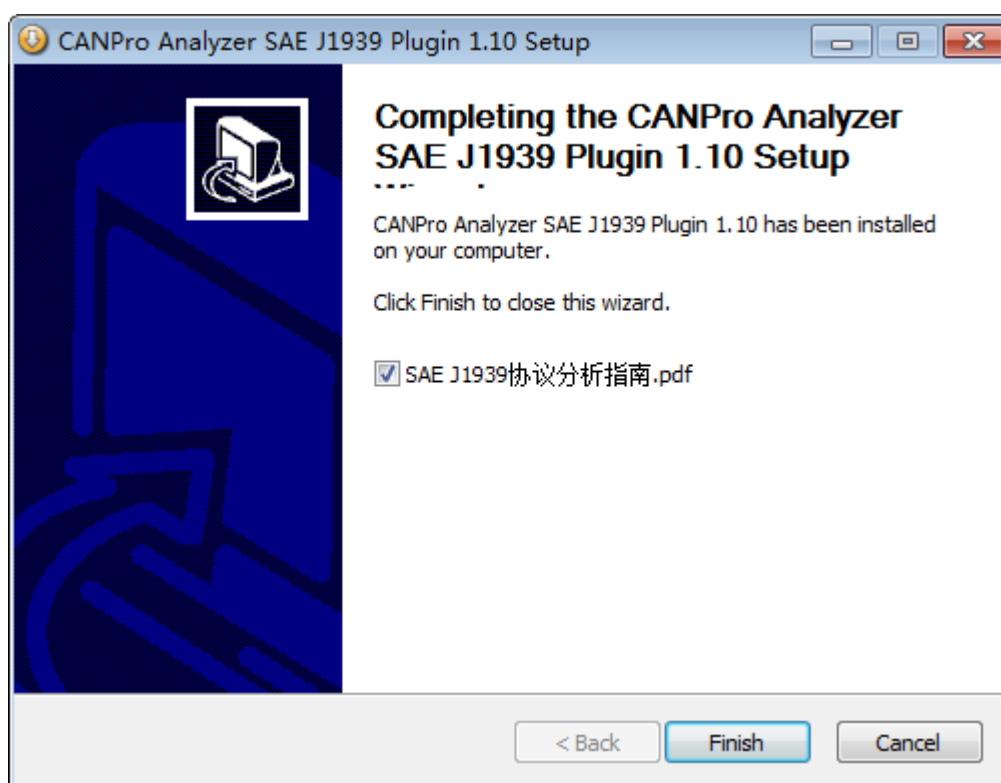 CANPro Analyzer SAE J1939 Plugin 1.10 Setup
Completing the CANPro Analyzer
SAE J1939 Plugin 1.10 Setup
CANPro Analyzer SAE J1939 Plugin 1.10 has been installed
on your computer.
Click Finish to close this wizard.
SAE J1939协议分析指南.pdf
< Back
Finish
Cancel